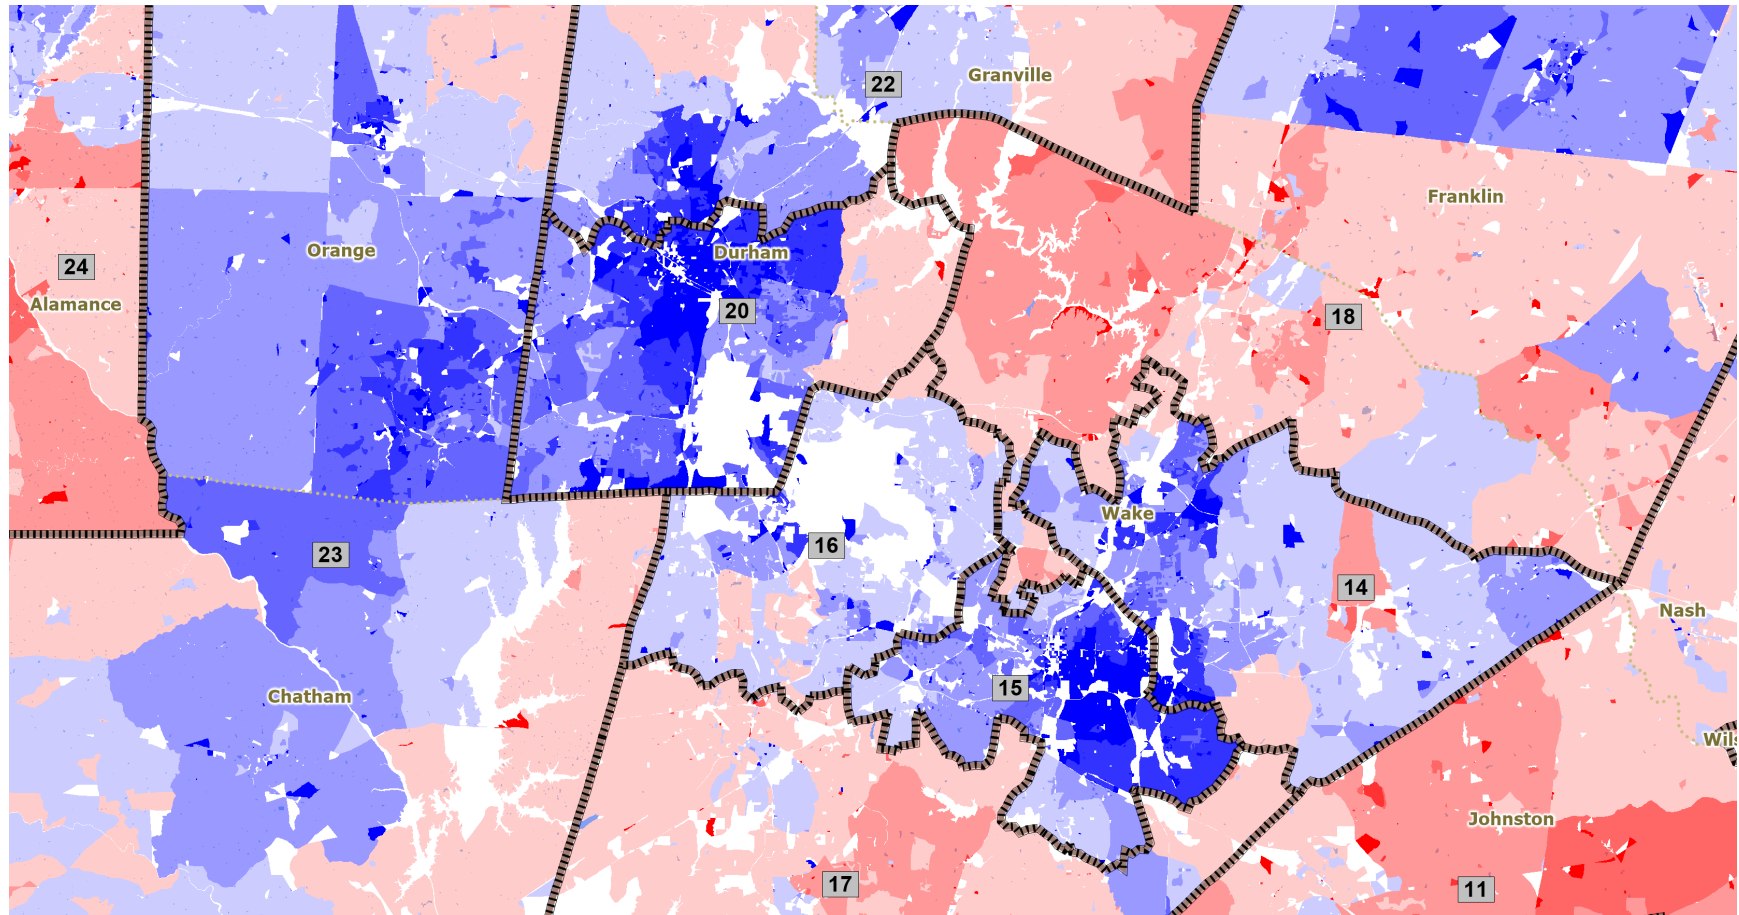 Granville
22
Franklin
Orange
Durham
24
Alamance
20
18
Wake
16
23
14
Nash
15
Chatham
Wils
Johnston
17
11